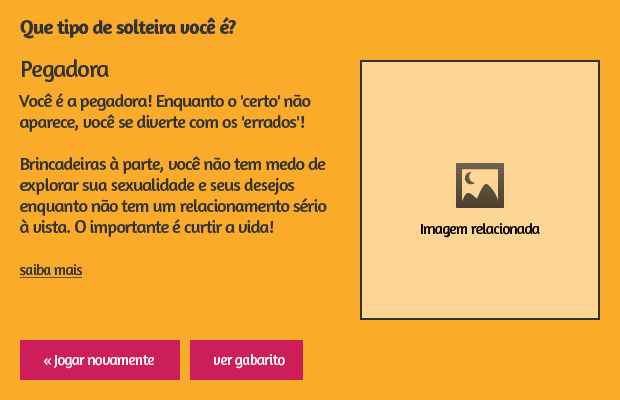 Que tipo de solteira você é?
Pegadora
Você é a pegadora! Enquanto o 'certo' não
aparece, você se diverte com os 'errados'!
Brincadeiras à parte, você não tem medo de
explorar sua sexualidade e seus desejos
enquanto não tem um relacionamento sério
à vista. O importante é curtir a vida!
saiba mais
Imagem relacionada
« Jogar novamente
ver gabarito